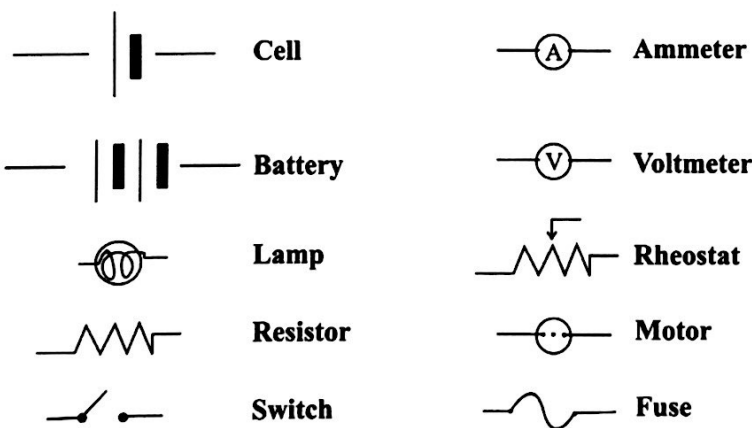 Cell
Ammeter
A
Battery
Voltmeter
V
Lamp
Rheostat
Resistor
Motor
Switch
Fuse